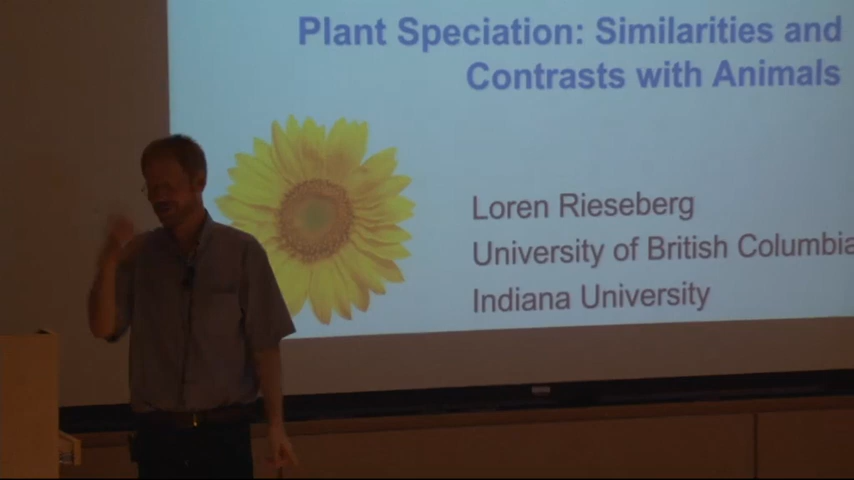 Plant Speciation: Similarities and
Contrasts with Animals
Loren Rieseberg
University of British Columbia
Indiana University